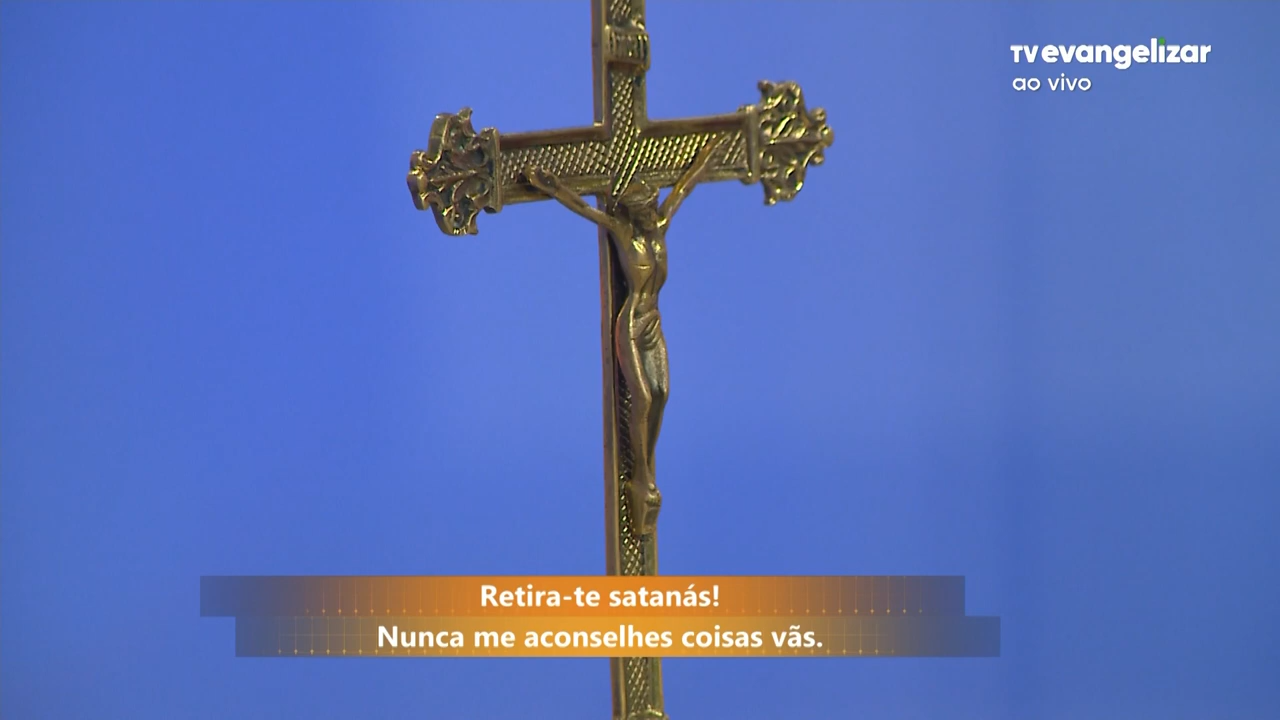 TV evangelizar
ao vivo
Retira-te satanás!
Nunca me aconselhes coisas vãs.